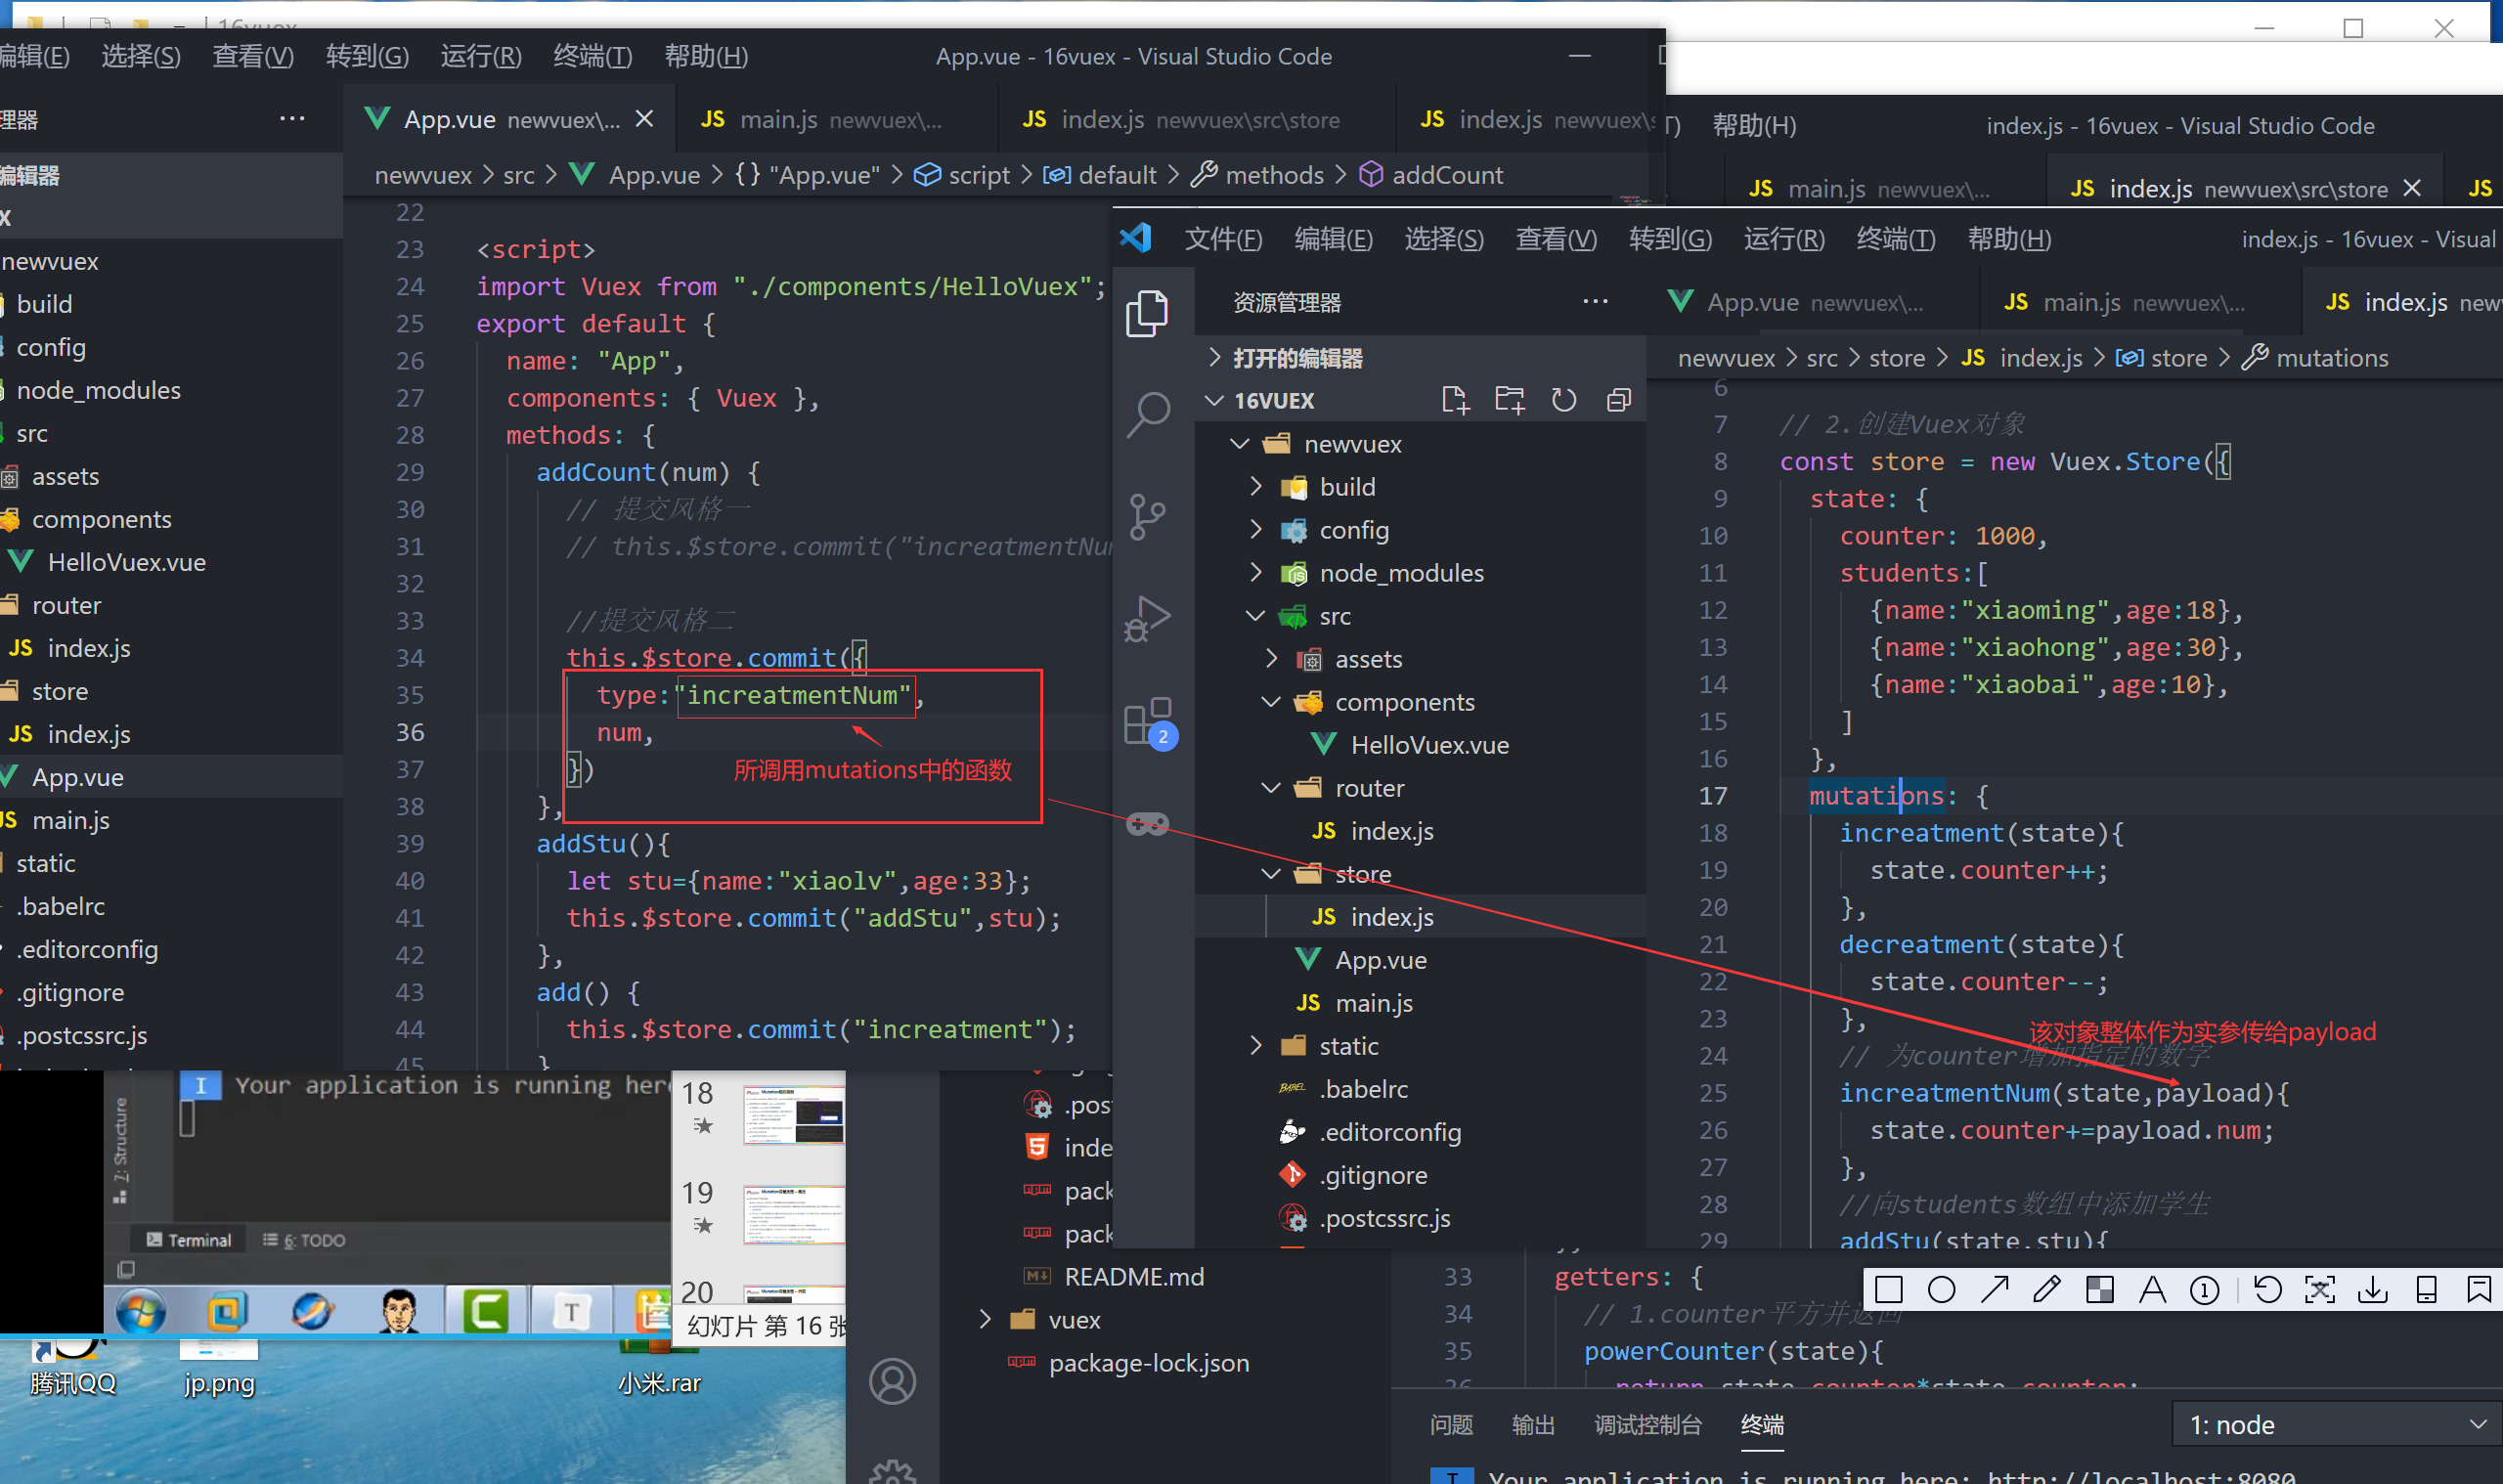 16vuex
编辑(E) 选择(S) 查看(V) 转到(G) 运行(R) 终端(T) 帮助(H) App.vue - 16vuex - Visual Studio Code
理器 ···
App.vue newvuex\... main.js newvuex\... index.js newvuex\src\store index.js newvuex\s
newvuex > src > App.vue > {} "App.vue" > script > default > methods > addCount
编辑器
X
newvuex
build
config
node_modules
src
assets
components
HelloVuex.vue
router
JS index.js
store
JS index.js
App.vue
JS main.js
static
.babelrc
.editorconfig
.gitignore
.postcssrc.js
22
23 <script>
24 import Vuex from "./components/HelloVuex";
25 export default {
26 name: "App",
27 components: { Vuex },
28 methods: {
29 addCount(num) {
30 // 提交风格一
31 // this.$store.commit("increatmentNum
32
33 //提交风格二
34 this.$store.commit({
35 type:"increatmentNum",
36 num,
37 })
所调用mutations中的函数
38 },
39 addStu(){
40 let stu={name:"xiaolv",age:33};
41 this.$store.commit("addStu",stu);
42 },
43 add() {
44 this.$store.commit("increatment");
45 }
T) 帮助(H) index.js - 16vuex - Visual Studio Code
JS main.js newvuex\... JS index.js newvuex\src\store JS
文件(F) 编辑(E) 选择(S) 查看(V) 转到(G) 运行(R) 终端(T) 帮助(H) index.js - 16vuex - Visual
资源管理器 ···
App.vue newvuex\... JS main.js newvuex\... JS index.js new
newvuex > src > store > JS index.js > store > mutations
打开的编辑器
16VUEX
newvuex
build
config
node_modules
src
assets
components
HelloVuex.vue
router
JS index.js
store
JS index.js
App.vue
JS main.js
static
BABEL .babelrc
.editorconfig
.gitignore
.postcssrc.js
2
6
7 // 2.创建Vuex对象
8 const store = new Vuex.Store({
9 state: {
10 counter: 1000,
11 students:[
12 {name:"xiaoming",age:18},
13 {name:"xiaohong",age:30},
14 {name:"xiaobai",age:10},
15 ]
16 },
17 mutations: {
18 increatment(state){
19 state.counter++;
20 },
21 decreatment(state){
22 state.counter--;
23 },
该对象整体作为实参传给payload
24 // 为counter增加指定的数字
25 increatmentNum(state,payload){
26 state.counter+=payload.num;
27 },
28 //向students数组中添加学生
29 addStu(state,stu){
I Your application is running here
7: Structure
Terminal 6: TODO
18
19
20
幻灯片 第 16 张
.pos
inde
pack
pack
README.md
vuex
package-lock.json
33 getters: {
34 // 1.counter平方并返回
35 powerCounter(state){
36 return state.counter*state.counter;
问题 输出 调试控制台 终端 1: node
I Your application is running here: http://localhost:8080
腾讯QQ
jp.png
小米.rar